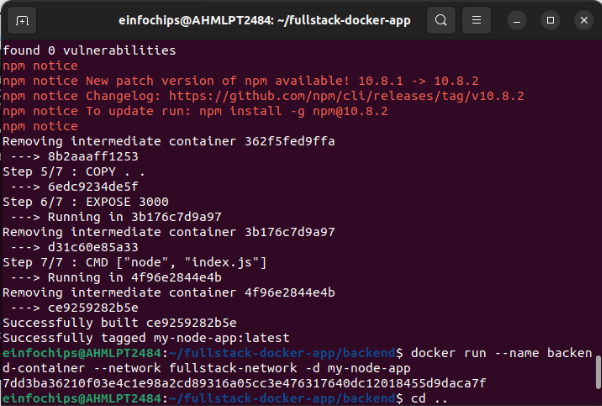 einfochips@AHMLPT2484: ~/fullstack-docker-app
found 0 vulnerabilities
npm notice
npm notice New patch version of npm available! 10.8.1 -> 10.8.2
npm notice Changelog: https://github.com/npm/cli/releases/tag/v10.8.2
npm notice To update run: npm install -g npm@10.8.2
npm notice
Removing intermediate container 362f5fed9ffa
 ---> 8b2aaaff1253
Step 5/7 : COPY . .
 ---> 6edc9234de5f
Step 6/7 : EXPOSE 3000
 ---> Running in 3b176c7d9a97
Removing intermediate container 3b176c7d9a97
 ---> d31c60e85a33
Step 7/7 : CMD ["node", "index.js"]
 ---> Running in 4f96e2844e4b
Removing intermediate container 4f96e2844e4b
 ---> ce9259282b5e
Successfully built ce9259282b5e
Successfully tagged my-node-app:latest
einfochips@AHMLPT2484:~/fullstack-docker-app/backend$ docker run --name backen
d-container --network fullstack-network -d my-node-app
7dd3ba36210f03e4c1e98a2cd89316a05cc3e476317640dc12018455d9daca7f
einfochips@AHMLPT2484:~/fullstack-docker-app/backend$ cd ..